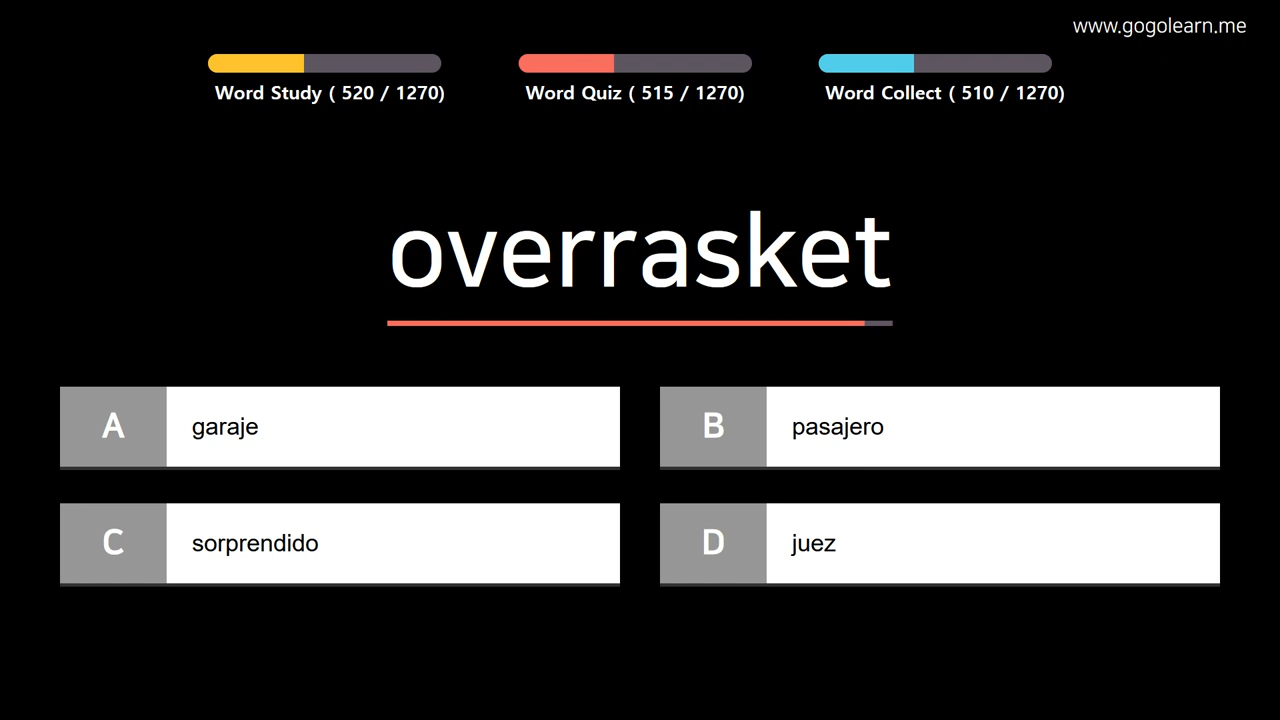 www.gogolearn.me
Word Study ( 520 / 1270)
Word Quiz ( 515 / 1270)
Word Collect ( 510 / 1270)
overrasket
A garaje
B pasajero
C sorprendido
D juez